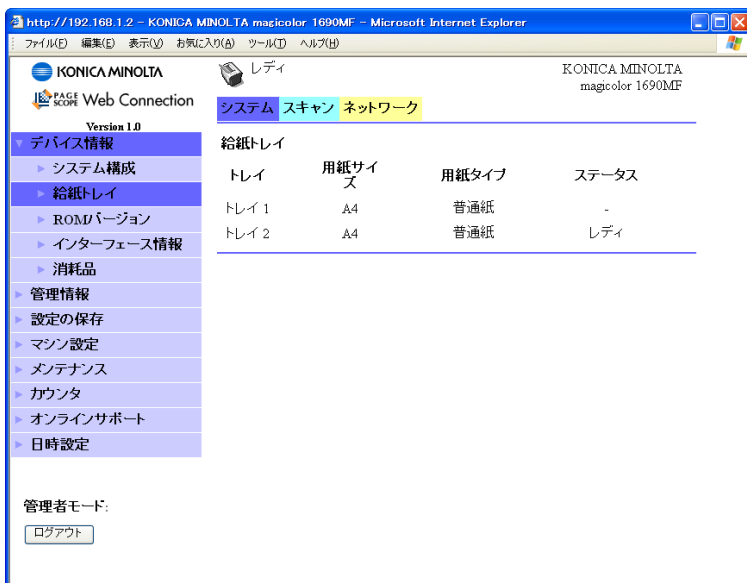 http://192.168.1.2 - KONICA MINOLTA magicolor 1690MF - Microsoft Internet Explorer
ファイル(F) 編集(E) 表示(V) お気に入り(A) ツール(T) ヘルプ(H)
KONICA MINOLTA
レディ
KONICA MINOLTA
magicolor 1690MF
PAGE SCOPE Web Connection
Version 1.0
システム スキャン ネットワーク
デバイス情報
システム構成
給紙トレイ
ROMバージョン
インターフェース情報
消耗品
管理情報
設定の保存
マシン設定
メンテナンス
カウンタ
オンラインサポート
日時設定
管理者モード:
ログアウト
給紙トレイ
トレイ 用紙サイズ 用紙タイプ ステータス
トレイ 1 A4 普通紙 -
トレイ 2 A4 普通紙 レディ